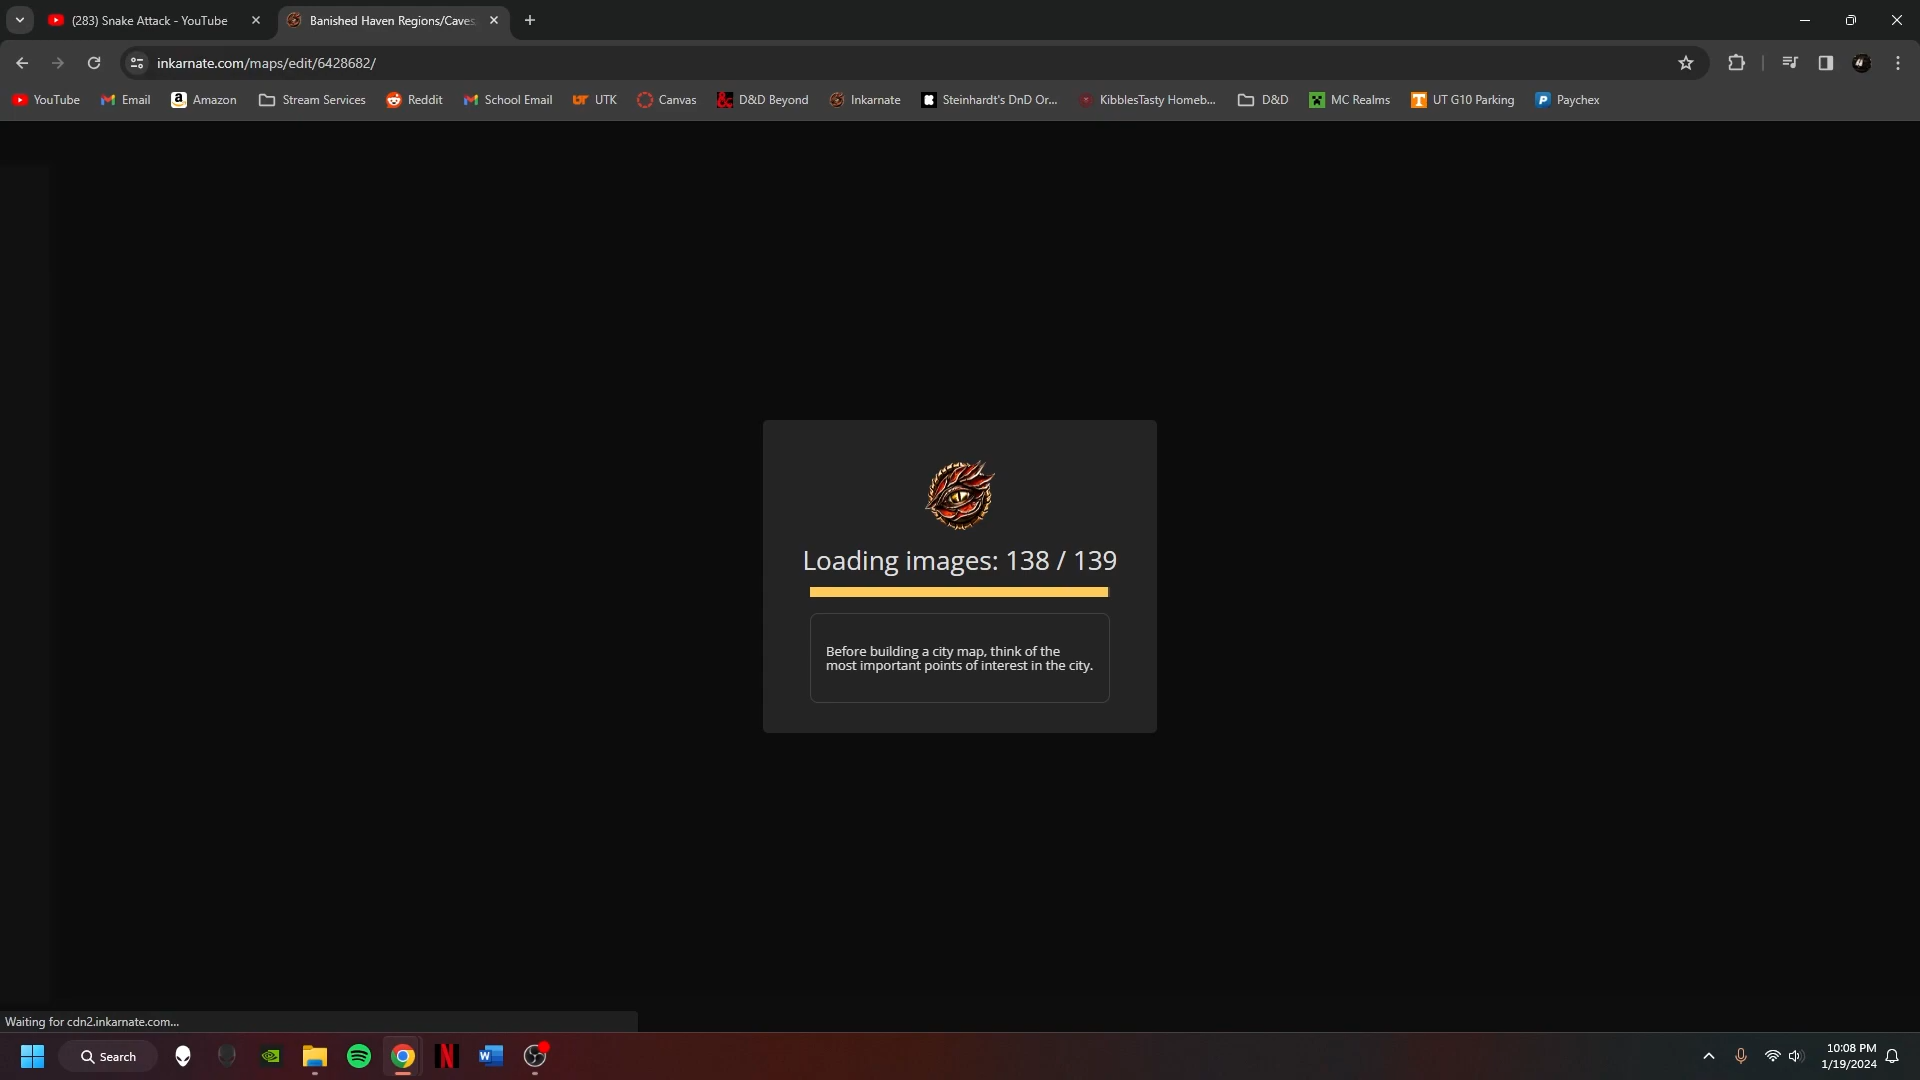 (283) Snake Attack - YouTube
Banished Haven Regions/Caves
inkarnate.com/maps/edit/6428682/
YouTube Email Amazon Stream Services Reddit School Email UTK Canvas D&D Beyond Inkarnate Steinhardt's DnD Or... KibblesTasty Homeb... D&D MC Realms UT G10 Parking Paychex
Loading images: 138 / 139
Before building a city map, think of the
most important points of interest in the city.
Waiting for cdn2.inkarnate.com...
Search
10:08 PM
1/19/2024